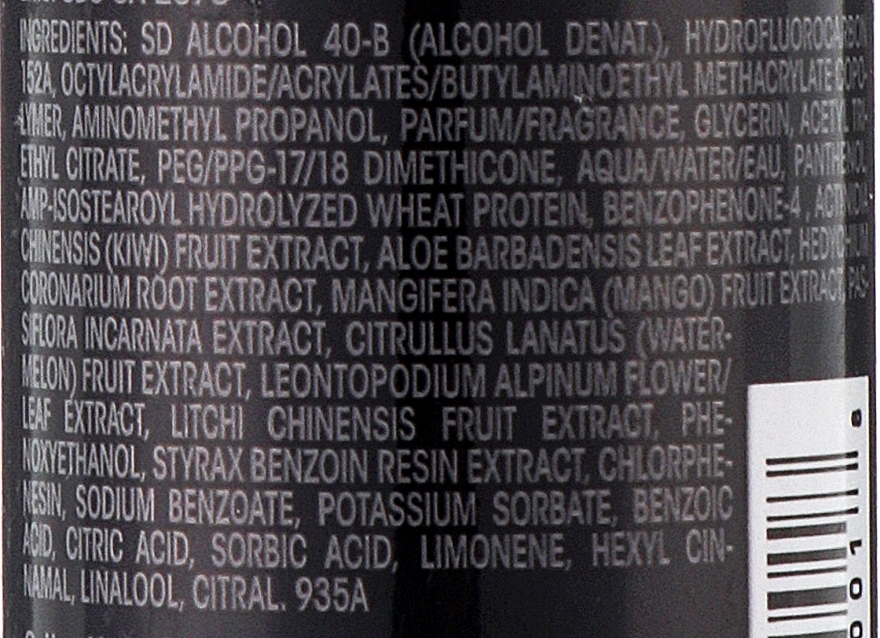 INGREDIENTS: SD ALCOHOL 40-B (ALCOHOL DENAT.), HYDROFLUOROCARBON
152A, OCTYLACRYLAMIDE/ACRYLATES/BUTYLAMINOETHYL METHACRYLATE COPO-
LYMER, AMINOMETHYL PROPANOL, PARFUM/FRAGRANCE, GLYCERIN, ACETYL TRI-
ETHYL CITRATE, PEG/PPG-17/18 DIMETHICONE, AQUA/WATER/EAU, PANTHENOL
AMP-ISOSTEAROYL HYDROLYZED WHEAT PROTEIN, BENZOPHENONE-4 , ACTINIDIA
CHINENSIS (KIWI) FRUIT EXTRACT, ALOE BARBADENSIS LEAF EXTRACT, HEDYCHIUM
CORONARIUM ROOT EXTRACT, MANGIFERA INDICA (MANGO) FRUIT EXTRACT, PAS-
SIFLORA INCARNATA EXTRACT, CITRULLUS LANATUS (WATER-
MELON) FRUIT EXTRACT, LEONTOPODIUM ALPINUM FLOWER/
LEAF EXTRACT, LITCHI CHINENSIS FRUIT EXTRACT, PHE-
NOXYETHANOL, STYRAX BENZOIN RESIN EXTRACT, CHLORPHE-
NESIN, SODIUM BENZOATE, POTASSIUM SORBATE, BENZOIC
ACID, CITRIC ACID, SORBIC ACID, LIMONENE, HEXYL CIN-
NAMAL, LINALOOL, CITRAL. 935A